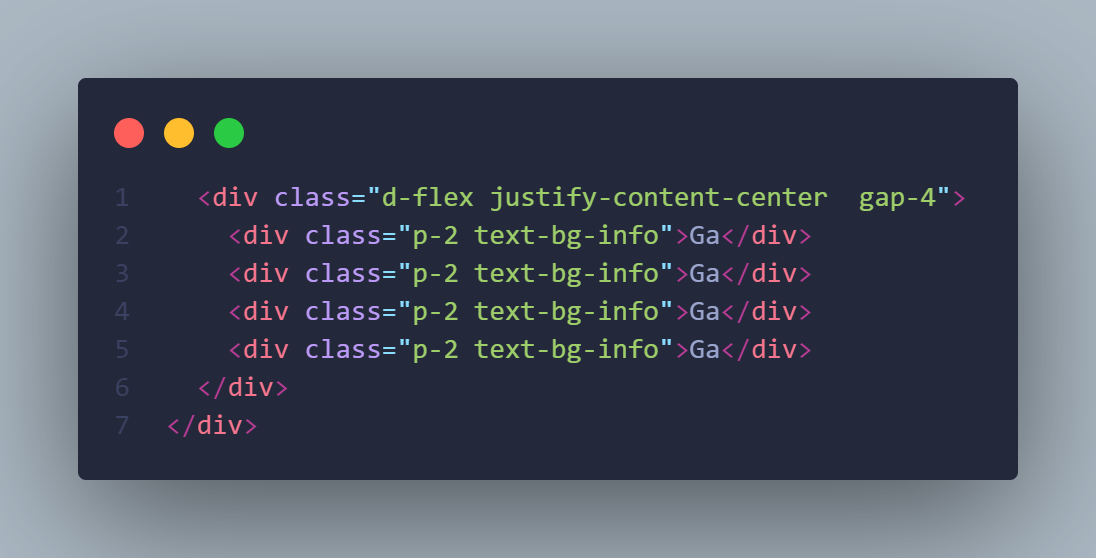 1 <div class="d-flex justify-content-center  gap-4">
2 <div class="p-2 text-bg-info">Ga</div>
3 <div class="p-2 text-bg-info">Ga</div>
4 <div class="p-2 text-bg-info">Ga</div>
5 <div class="p-2 text-bg-info">Ga</div>
6 </div>
7 </div>